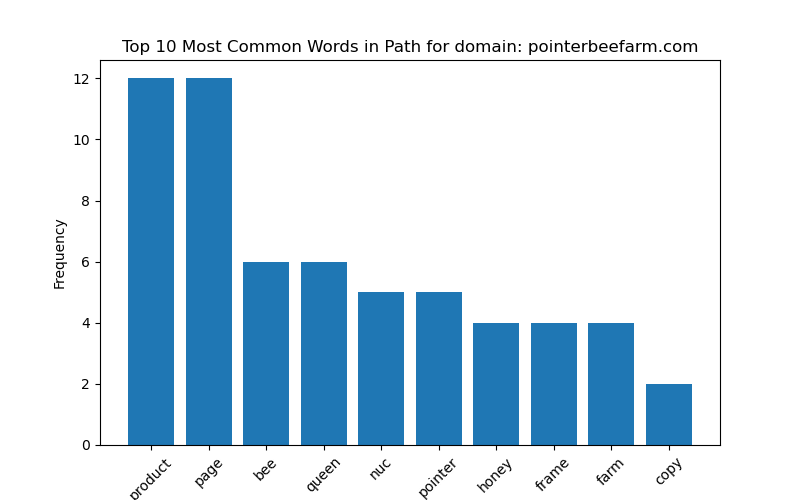 Top 10 Most Common Words in Path for domain: pointerbeefarm.com
Frequency
12
10
8
6
4
2
0
product
page
bee
queen
nuc
pointer
honey
frame
farm
copy